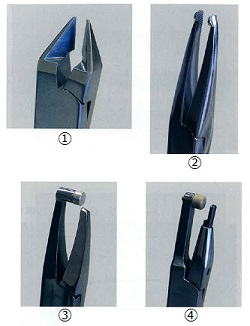 ①
②
③
④